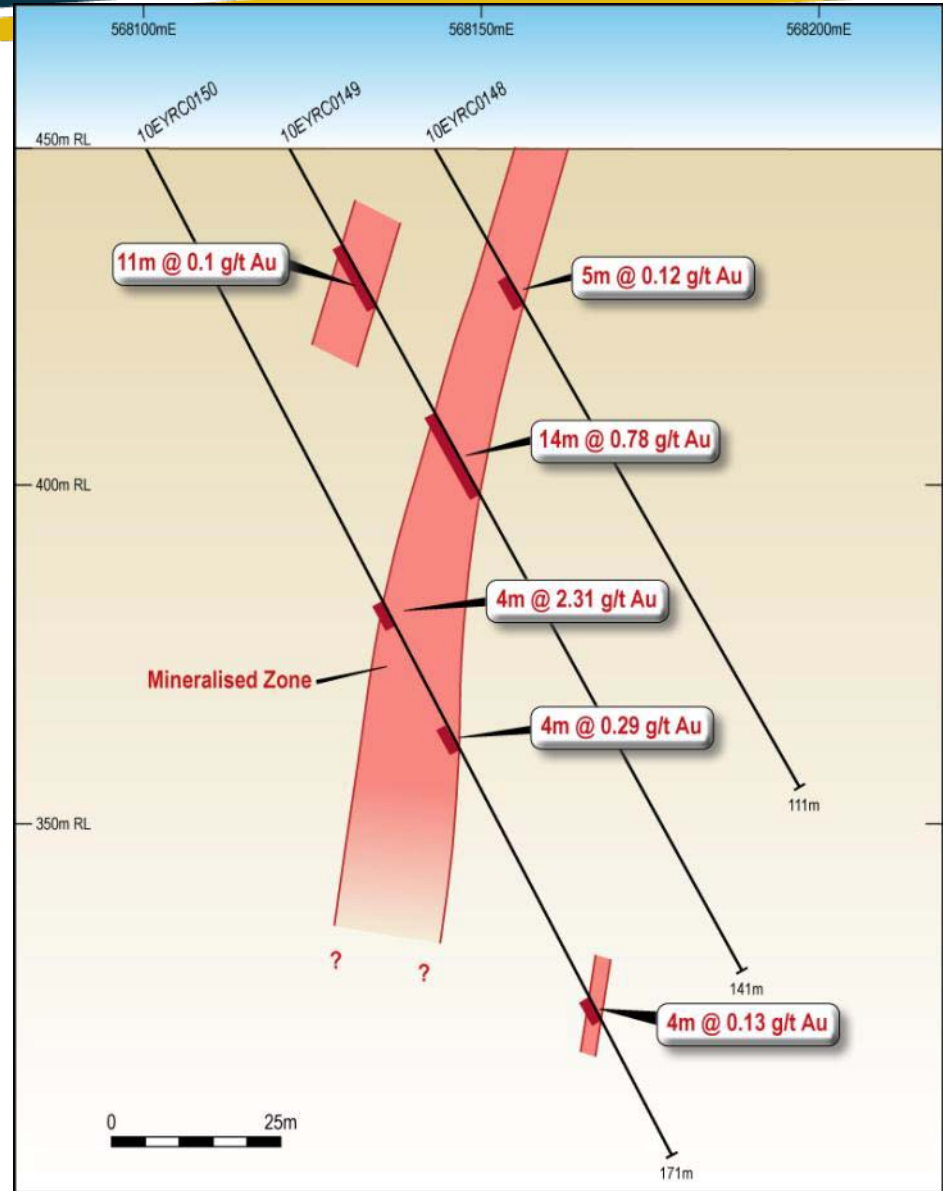 568100mE
568150mE
568200mE
10EYRC0150
10EYRC0149
10EYRC0148
450m RL
11m @ 0.1 g/t Au
5m @ 0.12 g/t Au
14m @ 0.78 g/t Au
400m RL
4m @ 2.31 g/t Au
Mineralised Zone
4m @ 0.29 g/t Au
111m
350m RL
?
?
141m
4m @ 0.13 g/t Au
0
25m
171m